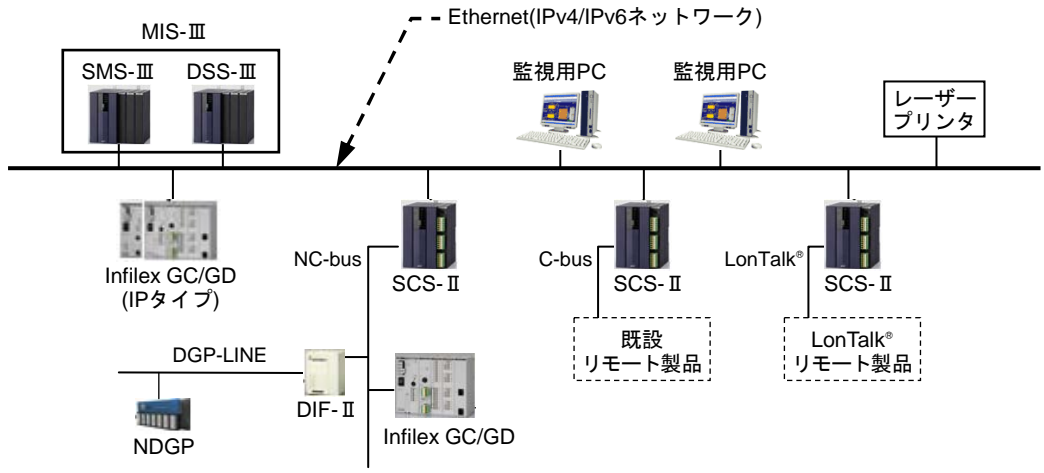 Ethernet(IPv4/IPv6ネットワーク)
MIS-Ⅲ
SMS-Ⅲ
DSS-Ⅲ
監視用PC
監視用PC
レーザー
プリンタ
Infilex GC/GD
(IPタイプ)
NC-bus
SCS-Ⅱ
C-bus
SCS-Ⅱ
LonTalk®
SCS-Ⅱ
既設
リモート製品
LonTalk®
リモート製品
DGP-LINE
DIF-Ⅱ
Infilex GC/GD
NDGP